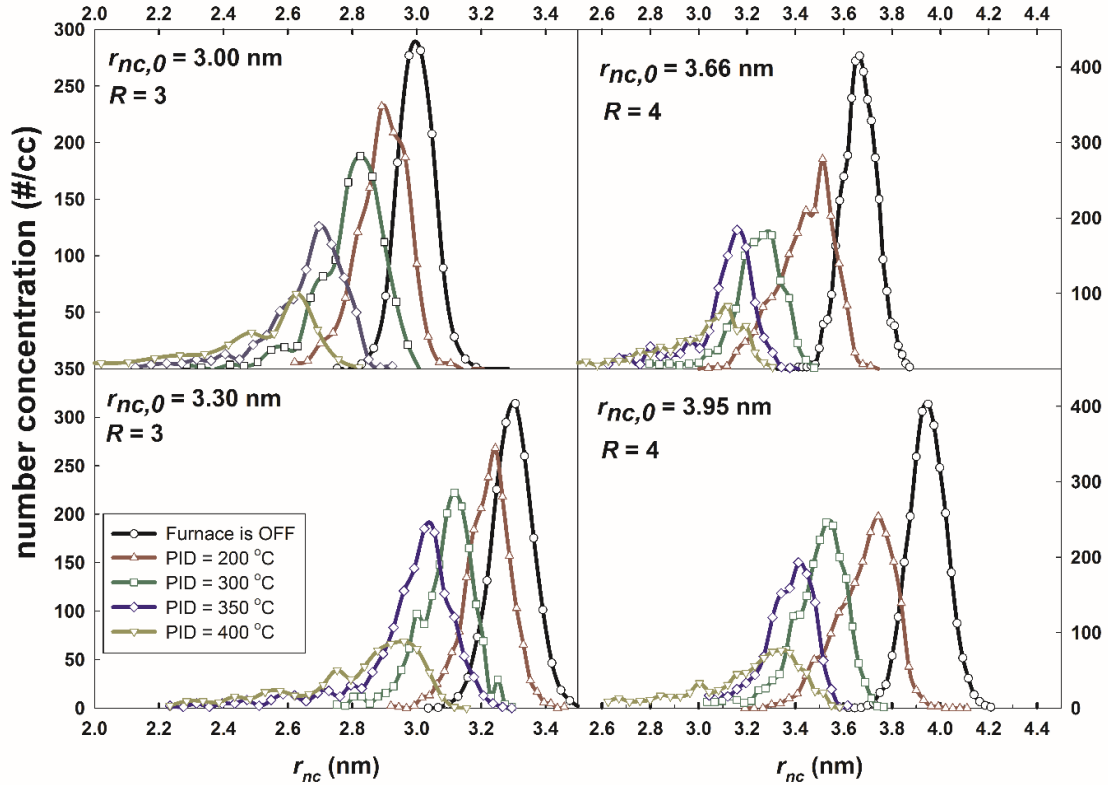 2.0 2.2 2.4 2.6 2.8 3.0 3.2 3.4 2.6 2.8 3.0 3.2 3.4 3.6 3.8 4.0 4.2 4.4
number concentration (#/cc)
300
250
200
150
100
50
350
r_nc,0 = 3.00 nm
R = 3
r_nc,0 = 3.66 nm
R = 4
400
300
200
100
300
250
200
150
100
50
0
r_nc,0 = 3.30 nm
R = 3
Furnace is OFF
PID = 200 °C
PID = 300 °C
PID = 350 °C
PID = 400 °C
r_nc,0 = 3.95 nm
R = 4
400
300
200
100
0
2.0 2.2 2.4 2.6 2.8 3.0 3.2 3.4 2.6 2.8 3.0 3.2 3.4 3.6 3.8 4.0 4.2 4.4
r_nc (nm) r_nc (nm)